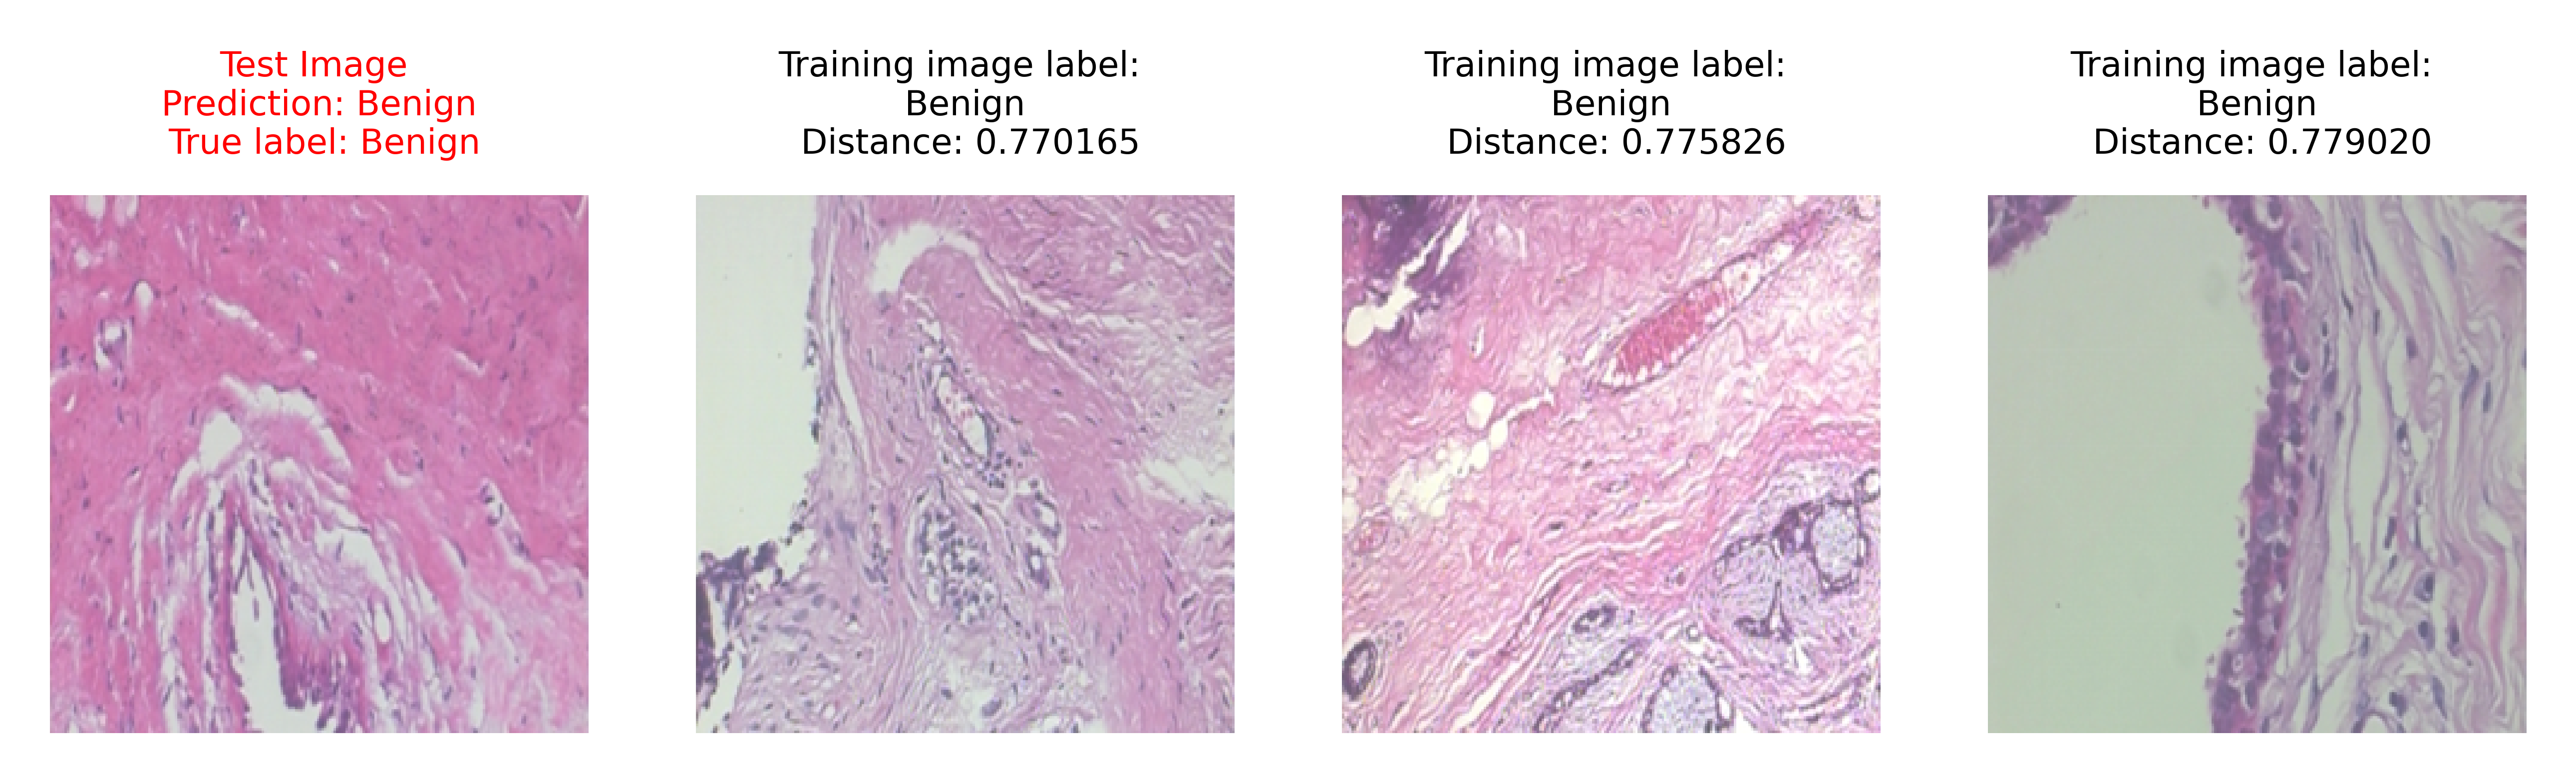 Test Image
Prediction: Benign
True label: Benign
Training image label:
Benign
Distance: 0.770165
Training image label:
Benign
Distance: 0.775826
Training image label:
Benign
Distance: 0.779020